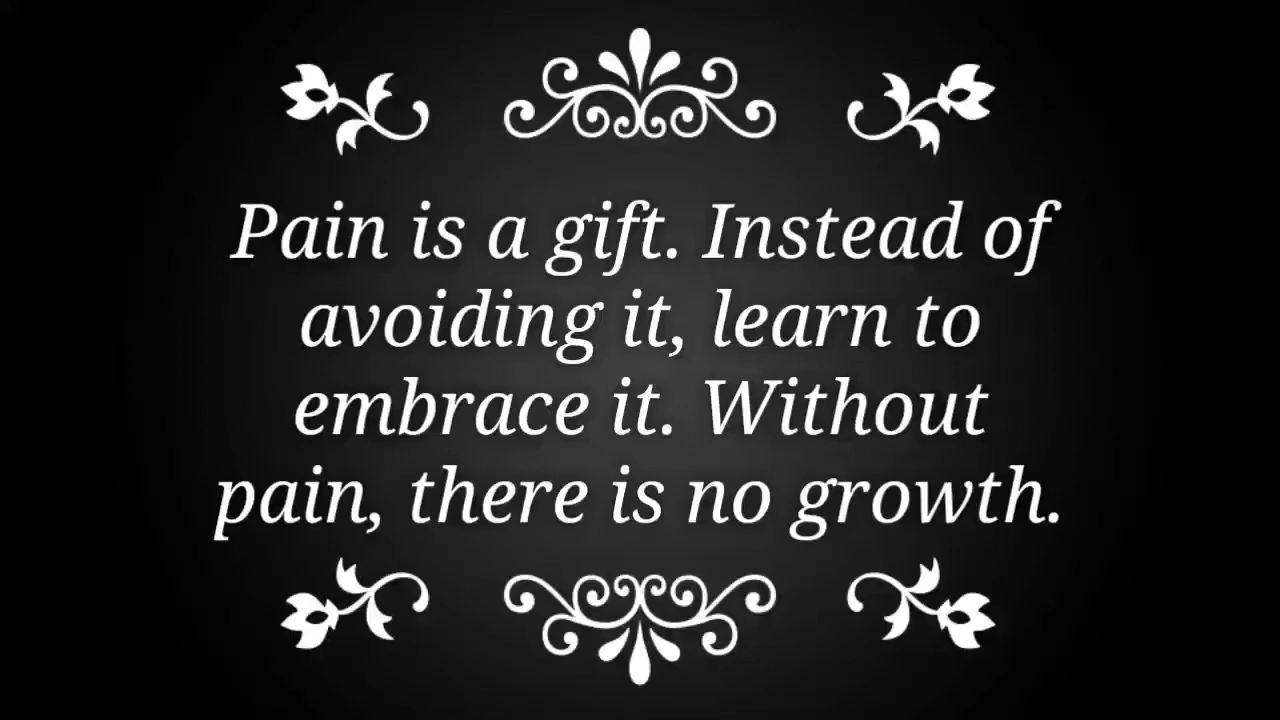 Pain is a gift. Instead of
avoiding it, learn to
embrace it. Without
pain, there is no growth.